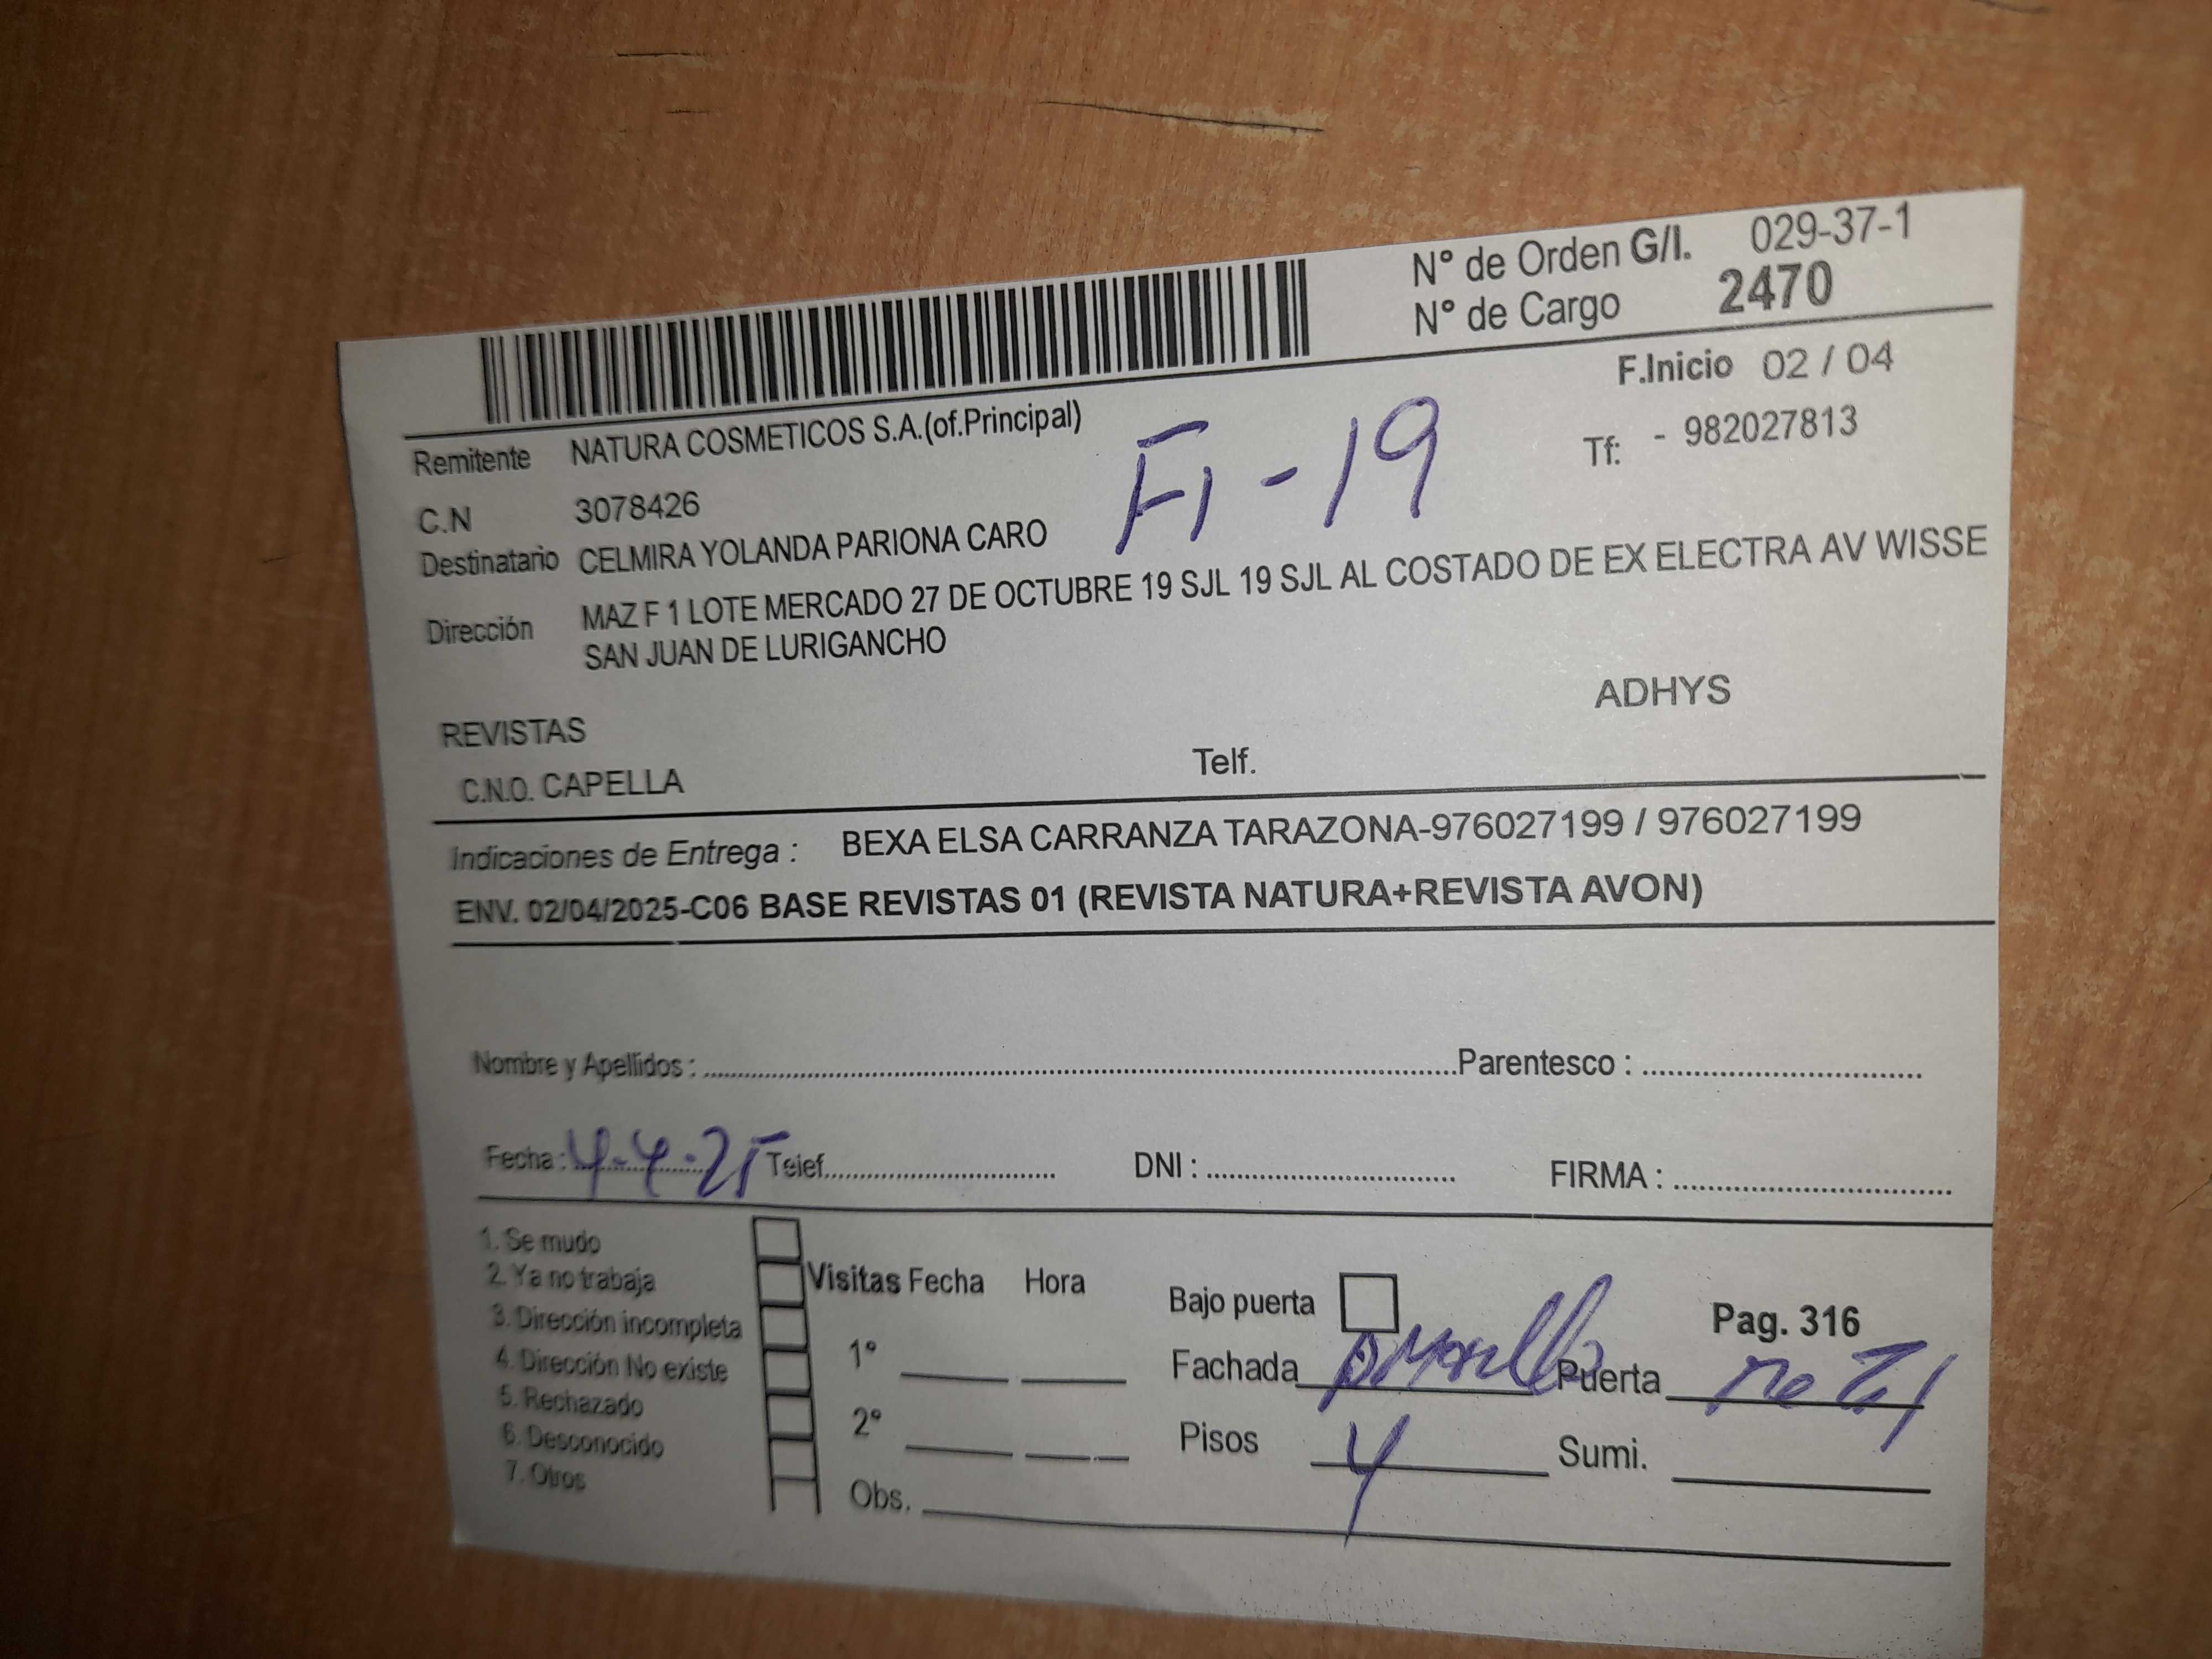 N° de Orden G/I. 029-37-1
N° de Cargo 2470
F.Inicio 02 / 04
Remitente NATURA COSMETICOS S.A.(of.Principal)
Tf: - 982027813
F1-19
C.N 3078426
Destinatario CELMIRA YOLANDA PARIONA CARO
Dirección MAZ F 1 LOTE MERCADO 27 DE OCTUBRE 19 SJL 19 SJL AL COSTADO DE EX ELECTRA AV WISSE
SAN JUAN DE LURIGANCHO
ADHYS
REVISTAS
C.N.O. CAPELLA Telf.
Indicaciones de Entrega : BEXA ELSA CARRANZA TARAZONA-976027199 / 976027199
ENV. 02/04/2025-C06 BASE REVISTAS 01 (REVISTA NATURA+REVISTA AVON)
Nombre y Apellidos : Parentesco :
Fecha : 4-4-25 Telef. DNI : FIRMA :
1. Se mudo
2. Ya no trabaja
3. Dirección incompleta
4. Dirección No existe
5. Rechazado
6. Desconocido
7. Otros
Visitas Fecha Hora
1°
2°
Obs.
Bajo puerta
Pag. 316
Fachada Puerta
Pisos 4 Sumi.